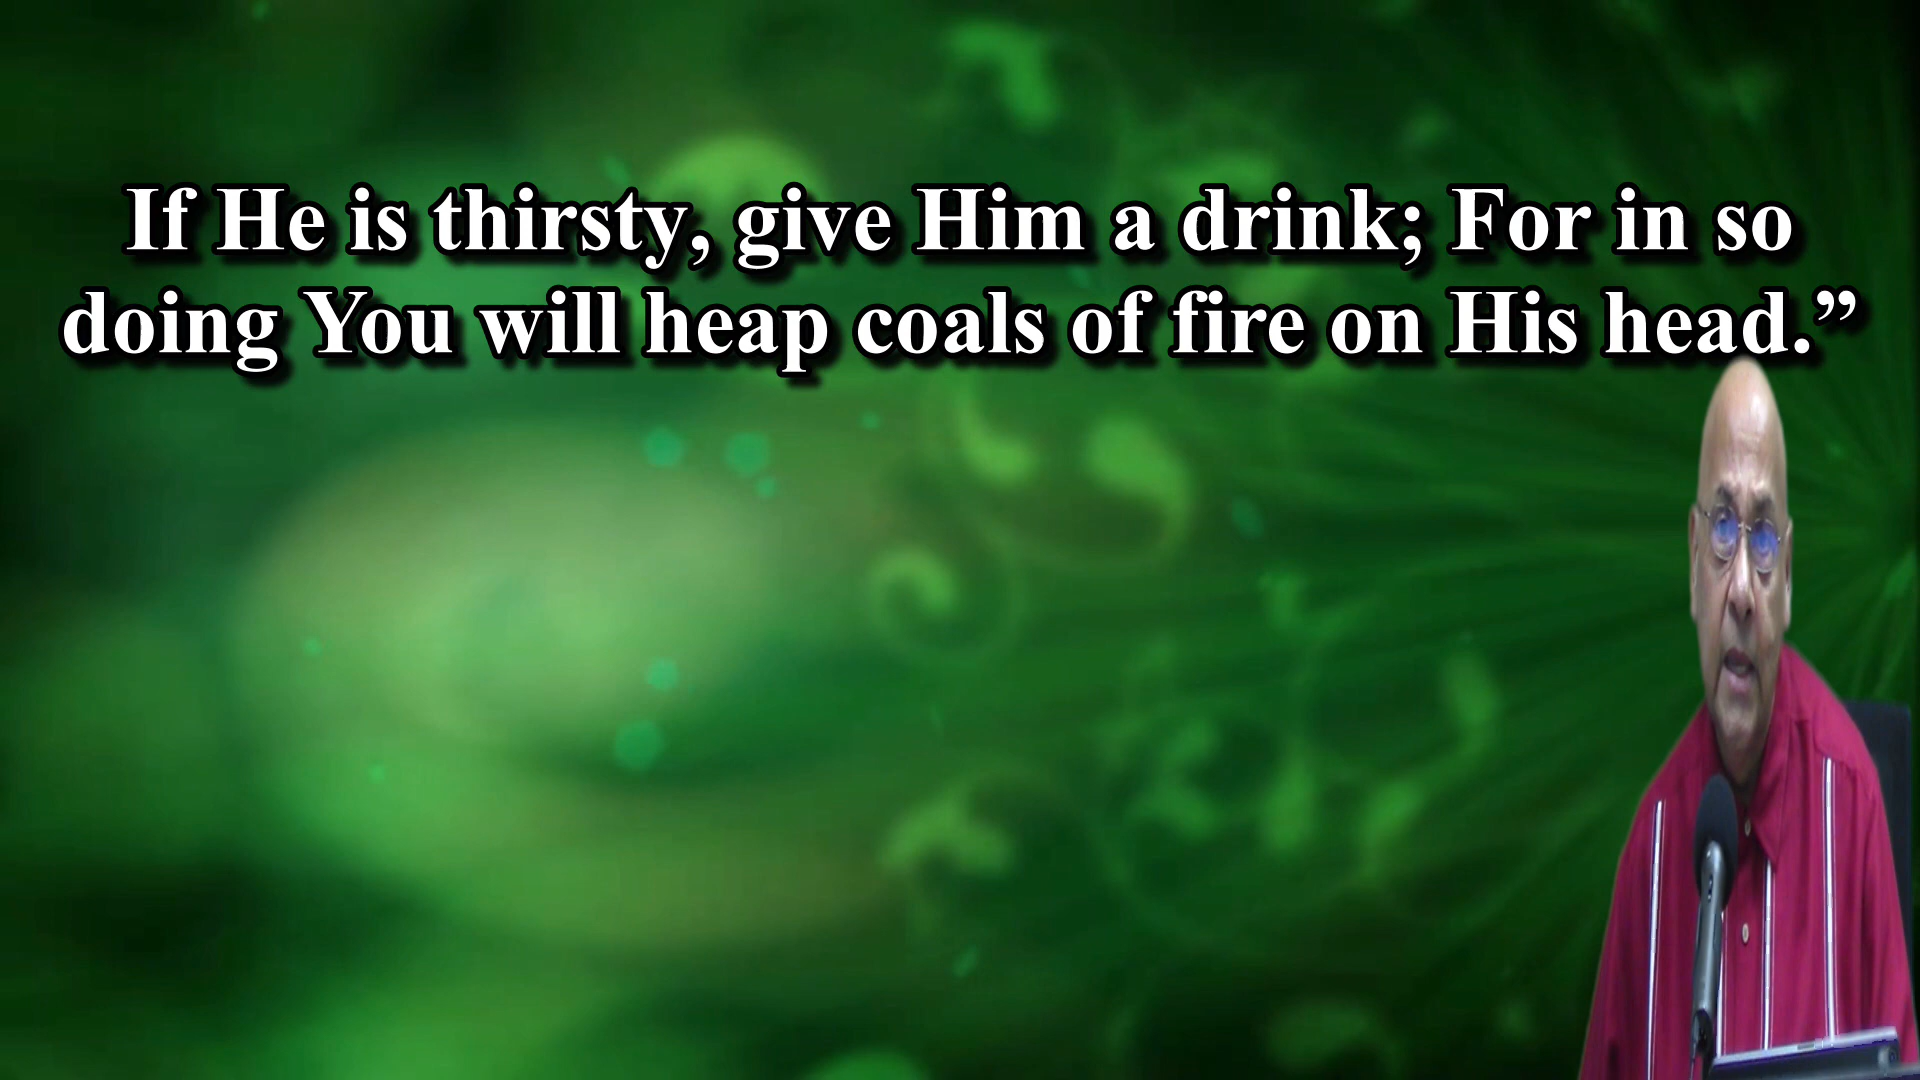 If He is thirsty, give Him a drink; For in so
doing You will heap coals of fire on His head.”